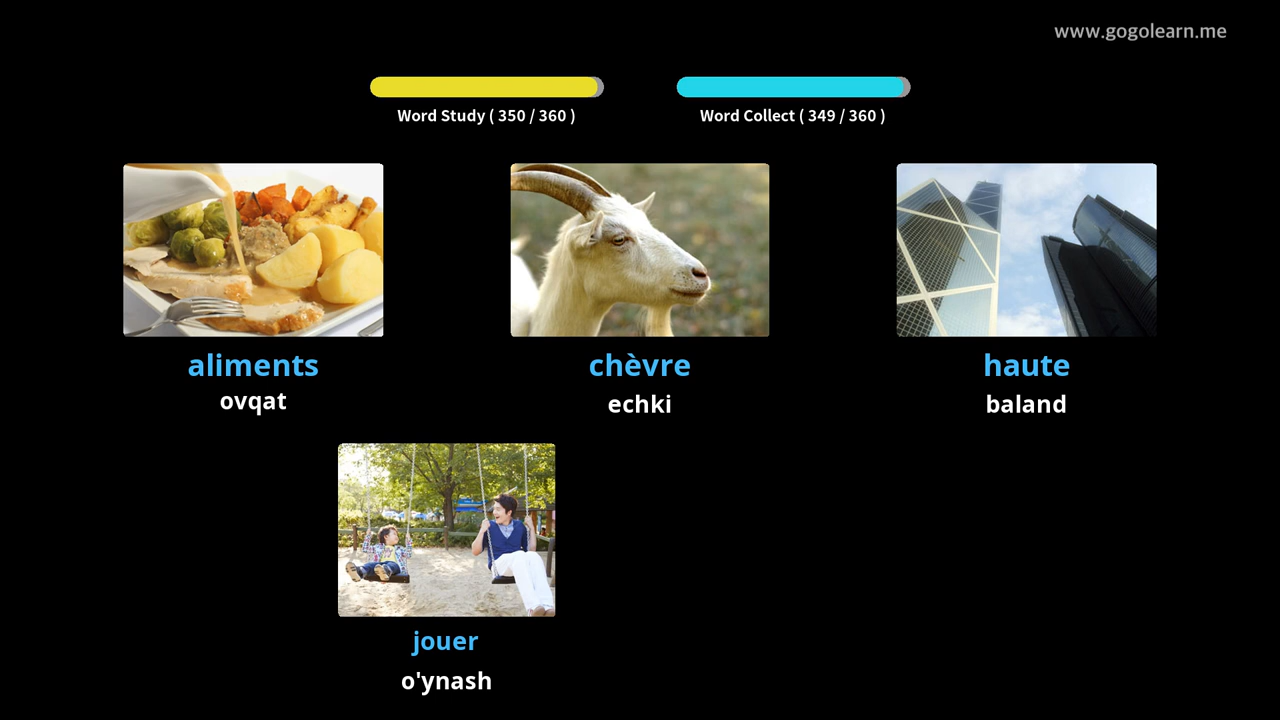 www.gogolearn.me
Word Study ( 350 / 360 )
Word Collect ( 349 / 360 )
aliments
ovqat
chèvre
echki
haute
baland
jouer
o'ynash